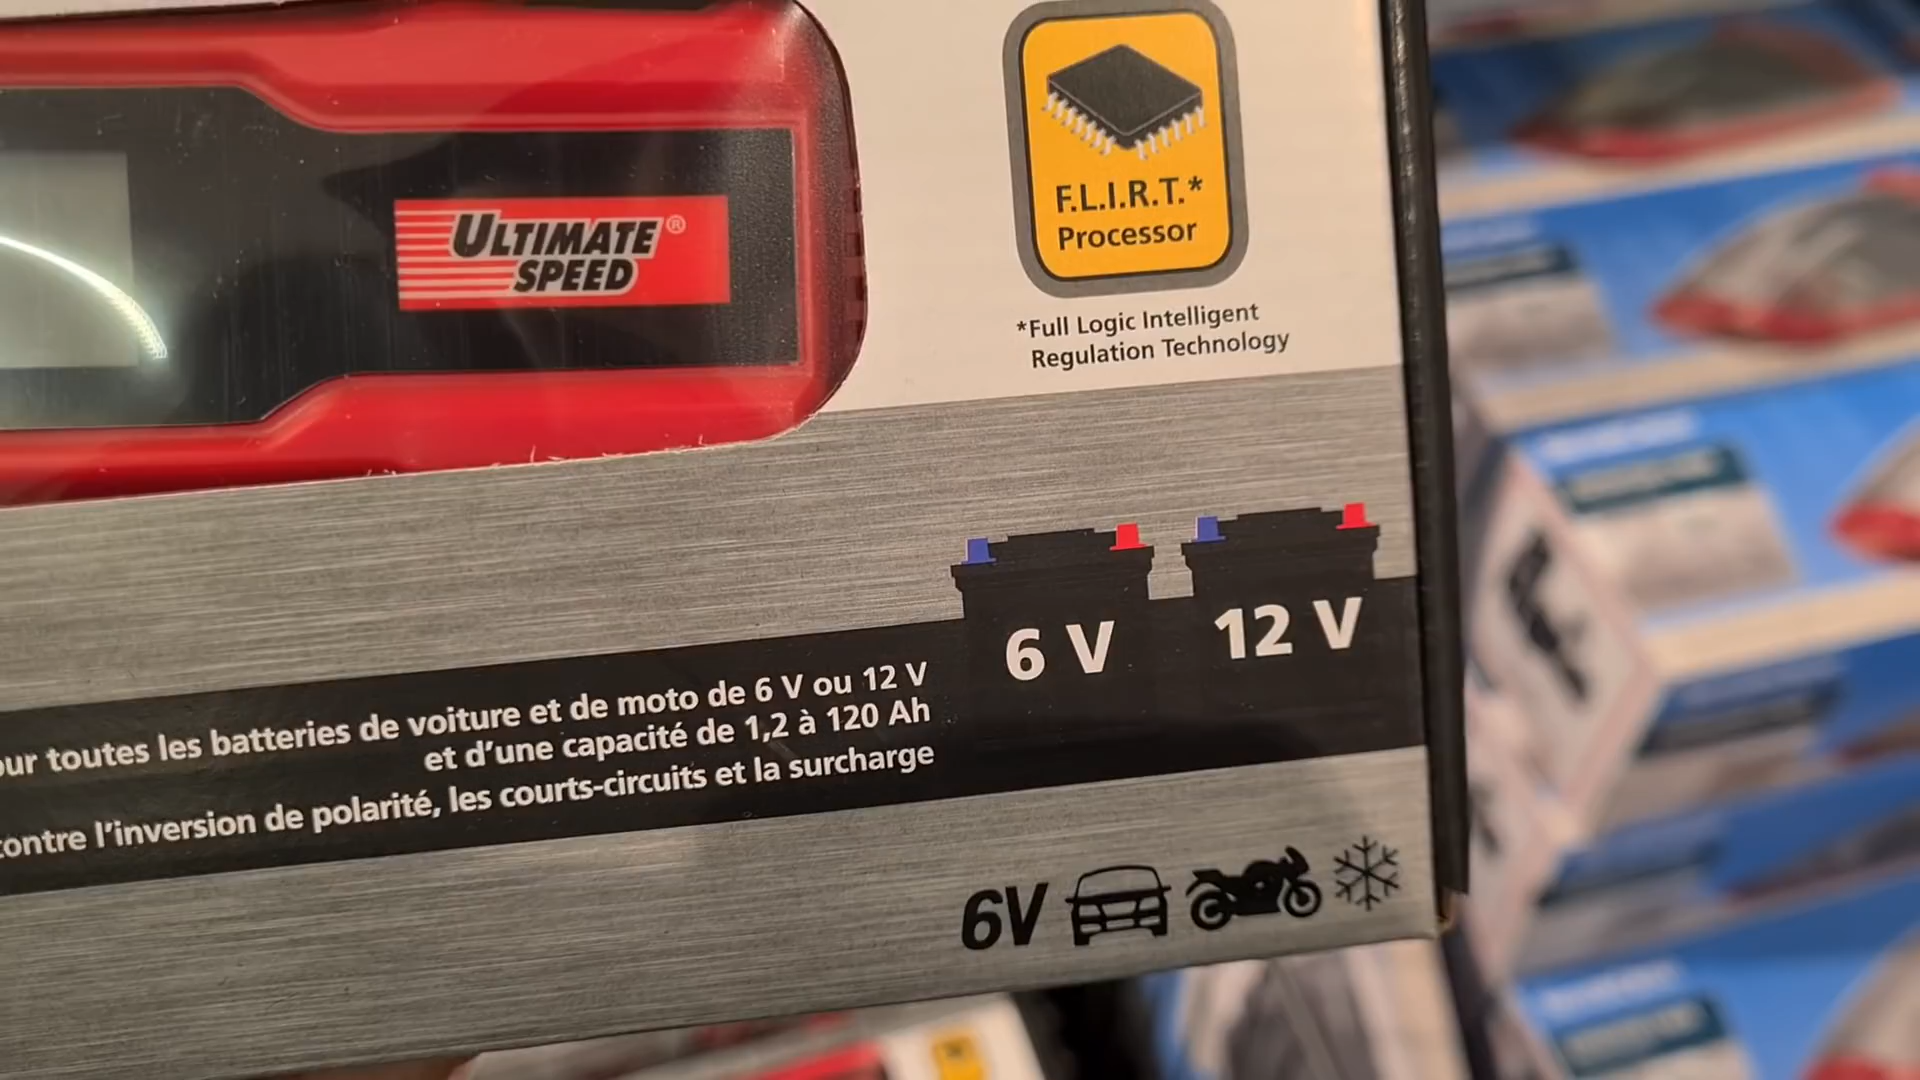 ULTIMATE®
SPEED
F.L.I.R.T.*
Processor
*Full Logic Intelligent
Regulation Technology
6 V
12 V
toutes les batteries de voiture et de moto de 6 V ou 12 V
et d'une capacité de 1,2 à 120 Ah
l'inversion de polarité, les courts-circuits et la surcharge
6V